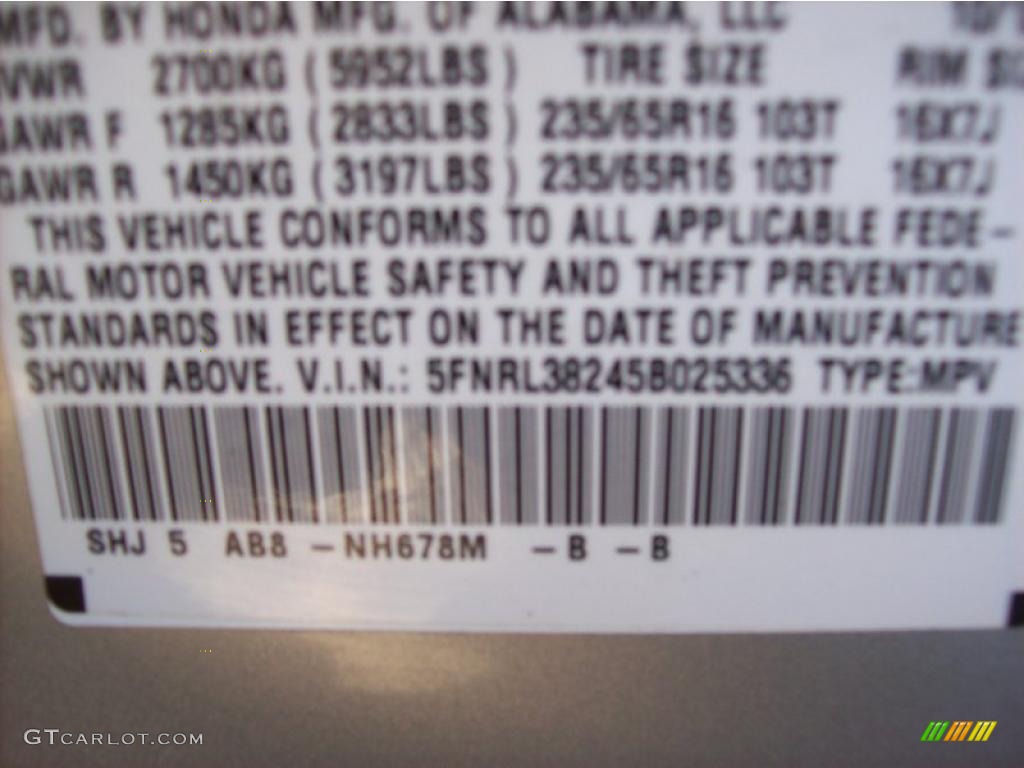 MFD. BY HONDA MFG. OF ALABAMA, LLC 10/
GVWR 2700KG ( 5952LBS ) TIRE SIZE RIM SIZ
GAWR F 1285KG ( 2833LBS ) 235/65R16 103T 16X7J
GAWR R 1450KG ( 3197LBS ) 235/65R16 103T 16X7J
THIS VEHICLE CONFORMS TO ALL APPLICABLE FEDE-
RAL MOTOR VEHICLE SAFETY AND THEFT PREVENTION
STANDARDS IN EFFECT ON THE DATE OF MANUFACTURE
SHOWN ABOVE. V.I.N.: 5FNRL38245B025336 TYPE:MPV
SHJ 5 AB8 -NH678M -B -B
GTCARLOT.COM